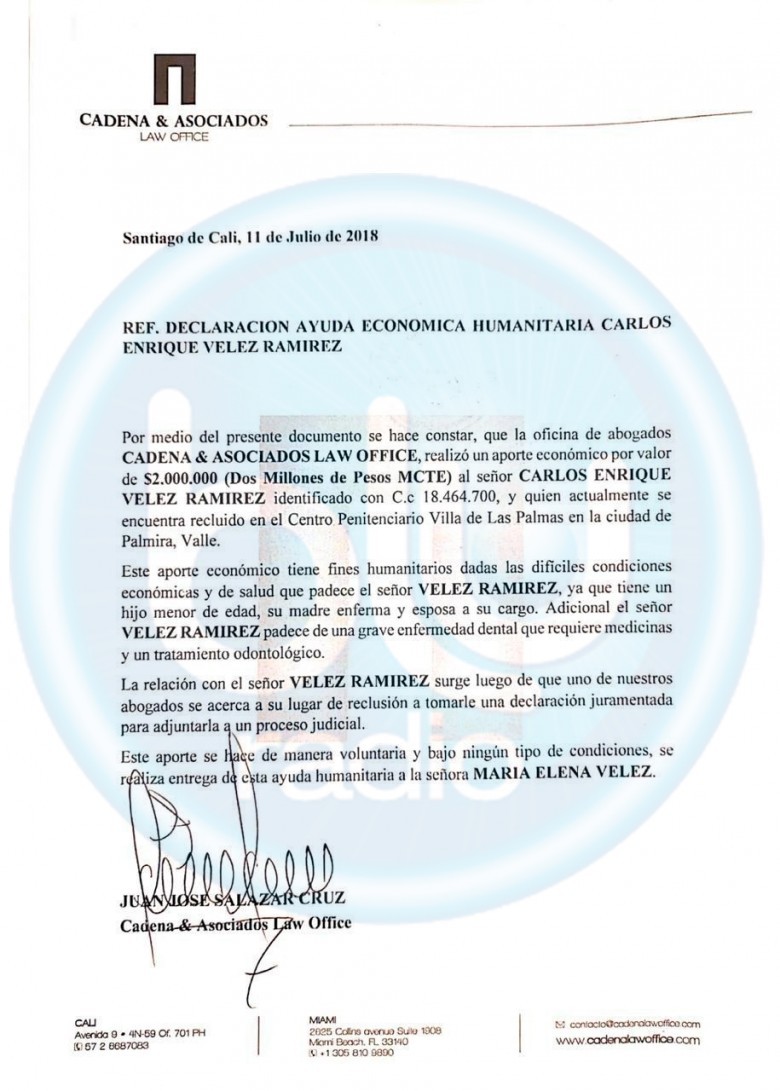 CADENA & ASOCIADOS
LAW OFFICE
Santiago de Cali, 11 de Julio de 2018
REF. DECLARACION AYUDA ECONOMICA HUMANITARIA CARLOS
ENRIQUE VELEZ RAMIREZ
Por medio del presente documento se hace constar, que la oficina de abogados
CADENA & ASOCIADOS LAW OFFICE, realizó un aporte económico por valor
de $2.000.000 (Dos Millones de Pesos MCTE) al señor CARLOS ENRIQUE
VELEZ RAMIREZ identificado con C.c 18.464.700, y quien actualmente se
encuentra recluido en el Centro Penitenciario Villa de Las Palmas en la ciudad de
Palmira, Valle.
Este aporte económico tiene fines humanitarios dadas las difíciles condiciones
económicas y de salud que padece el señor VELEZ RAMIREZ, ya que tiene un
hijo menor de edad, su madre enferma y esposa a su cargo. Adicional el señor
VELEZ RAMIREZ padece de una grave enfermedad dental que requiere medicinas
y un tratamiento odontológico.
La relación con el señor VELEZ RAMIREZ surge luego de que uno de nuestros
abogados se acerca a su lugar de reclusión a tomarle una declaración juramentada
para adjuntarla a un proceso judicial.
Este aporte se hace de manera voluntaria y bajo ningún tipo de condiciones, se
realiza entrega de esta ayuda humanitaria a la señora MARIA ELENA VELEZ.
blu
radio
JUAN JOSE SALAZAR CRUZ
Cadena & Asociados Law Office
CALI
Avenida 9 • 4N-59 Of. 701 PH
57 2 6687083
MIAMI
2625 Collins avenue Suite 1908
Miami Beach, FL 33140
+1 305 810 9890
contacto@cadenalawoffice.com
www.cadenalawoffice.com